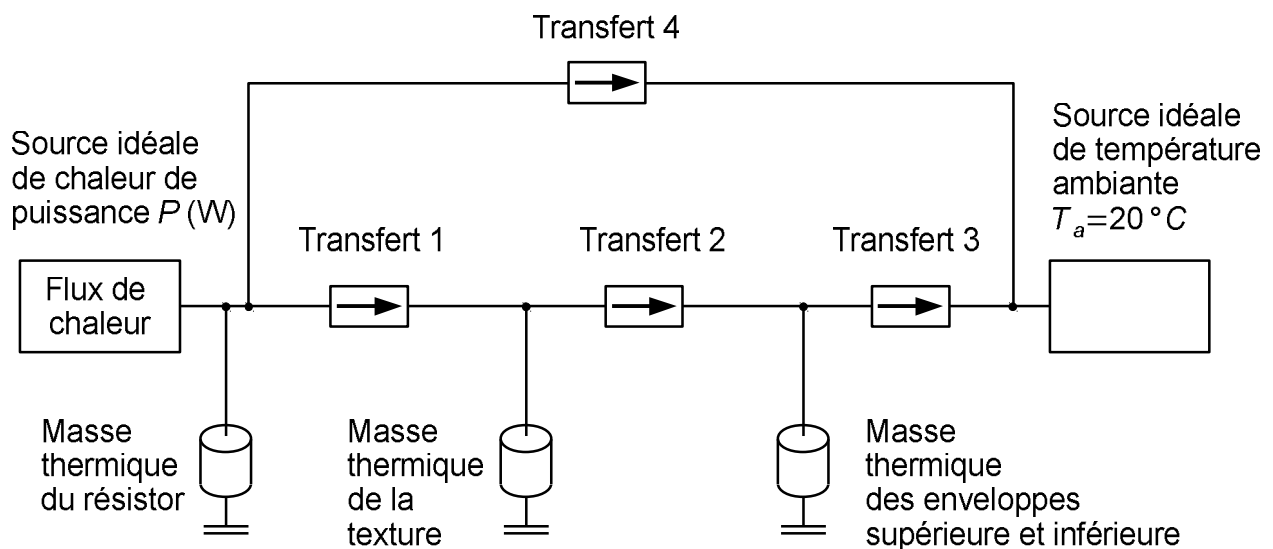 Transfert 4
Source idéale
de chaleur de
puissance P (W)
Source idéale
de température
ambiante
Tₐ=20°C
Transfert 1
Transfert 2
Transfert 3
Flux de
chaleur
Masse
thermique
du résistor
Masse
thermique
de la
texture
Masse
thermique
des enveloppes
supérieure et inférieure